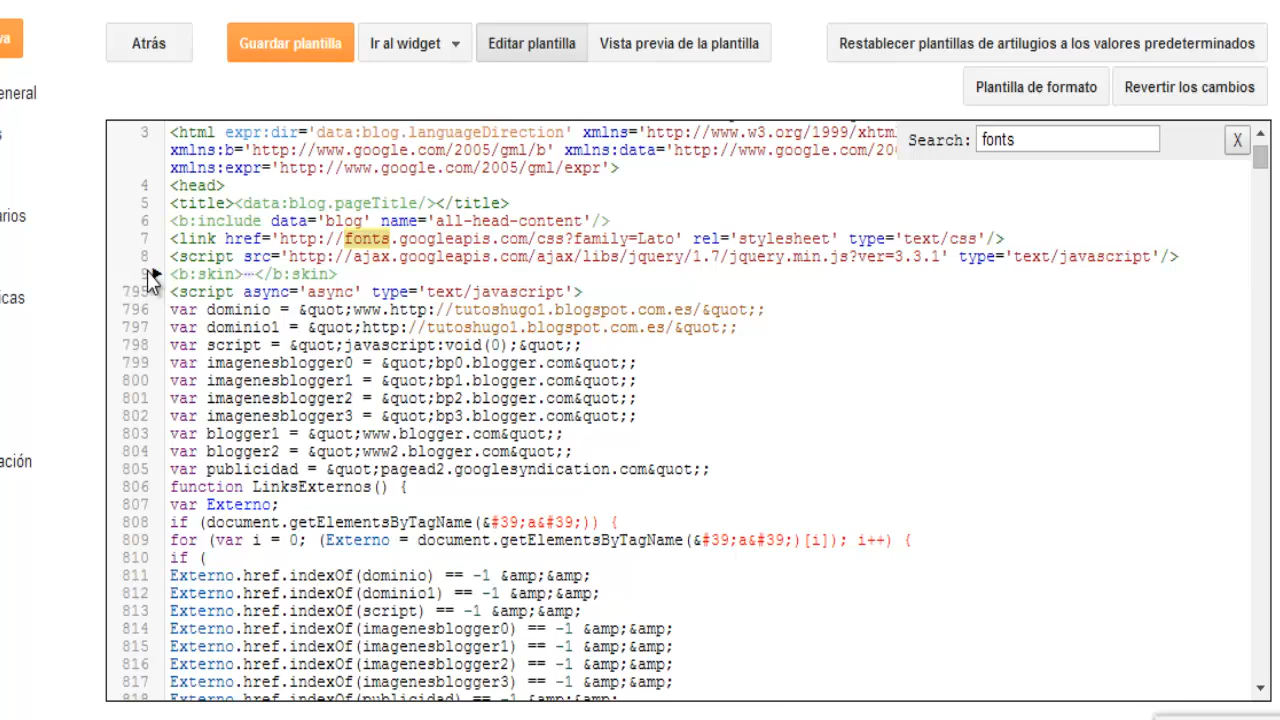 va
Atrás
Guardar plantilla
Ir al widget
Editar plantilla
Vista previa de la plantilla
Restablecer plantillas de artilugios a los valores predeterminados
Plantilla de formato
Revertir los cambios
eneral
s
arios
icas
ación
Search: fonts
X
3 <html expr:dir='data:blog.languageDirection' xmlns='http://www.w3.org/1999/xhtml
xmlns:b='http://www.google.com/2005/gml/b' xmlns:data='http://www.google.com/200
xmlns:expr='http://www.google.com/2005/gml/expr'>
4 <head>
5 <title><data:blog.pageTitle/></title>
6 <b:include data='blog' name='all-head-content'/>
7 <link href='http://fonts.googleapis.com/css?family=Lato' rel='stylesheet' type='text/css'/>
8 <script src='http://ajax.googleapis.com/ajax/libs/jquery/1.7/jquery.min.js?ver=3.3.1' type='text/javascript'/>
9 <b:skin>⋯</b:skin>
795 <script async='async' type='text/javascript'>
796 var dominio = &quot;www.http://tutoshugo1.blogspot.com.es/&quot;;
797 var dominio1 = &quot;http://tutoshugo1.blogspot.com.es/&quot;;
798 var script = &quot;javascript:void(0);&quot;;
799 var imagenesblogger0 = &quot;bp0.blogger.com&quot;;
800 var imagenesblogger1 = &quot;bp1.blogger.com&quot;;
801 var imagenesblogger2 = &quot;bp2.blogger.com&quot;;
802 var imagenesblogger3 = &quot;bp3.blogger.com&quot;;
803 var blogger1 = &quot;www.blogger.com&quot;;
804 var blogger2 = &quot;www2.blogger.com&quot;;
805 var publicidad = &quot;pagead2.googlesyndication.com&quot;;
806 function LinksExternos() {
807 var Externo;
808 if (document.getElementsByTagName(&#39;a&#39;)) {
809 for (var i = 0; (Externo = document.getElementsByTagName(&#39;a&#39;)[i]); i++) {
810 if (
811 Externo.href.indexOf(dominio) == -1 &amp;&amp;
812 Externo.href.indexOf(dominio1) == -1 &amp;&amp;
813 Externo.href.indexOf(script) == -1 &amp;&amp;
814 Externo.href.indexOf(imagenesblogger0) == -1 &amp;&amp;
815 Externo.href.indexOf(imagenesblogger1) == -1 &amp;&amp;
816 Externo.href.indexOf(imagenesblogger2) == -1 &amp;&amp;
817 Externo.href.indexOf(imagenesblogger3) == -1 &amp;&amp;
818 Externo.href.indexOf(publicidad) == -1 &amp;&amp;